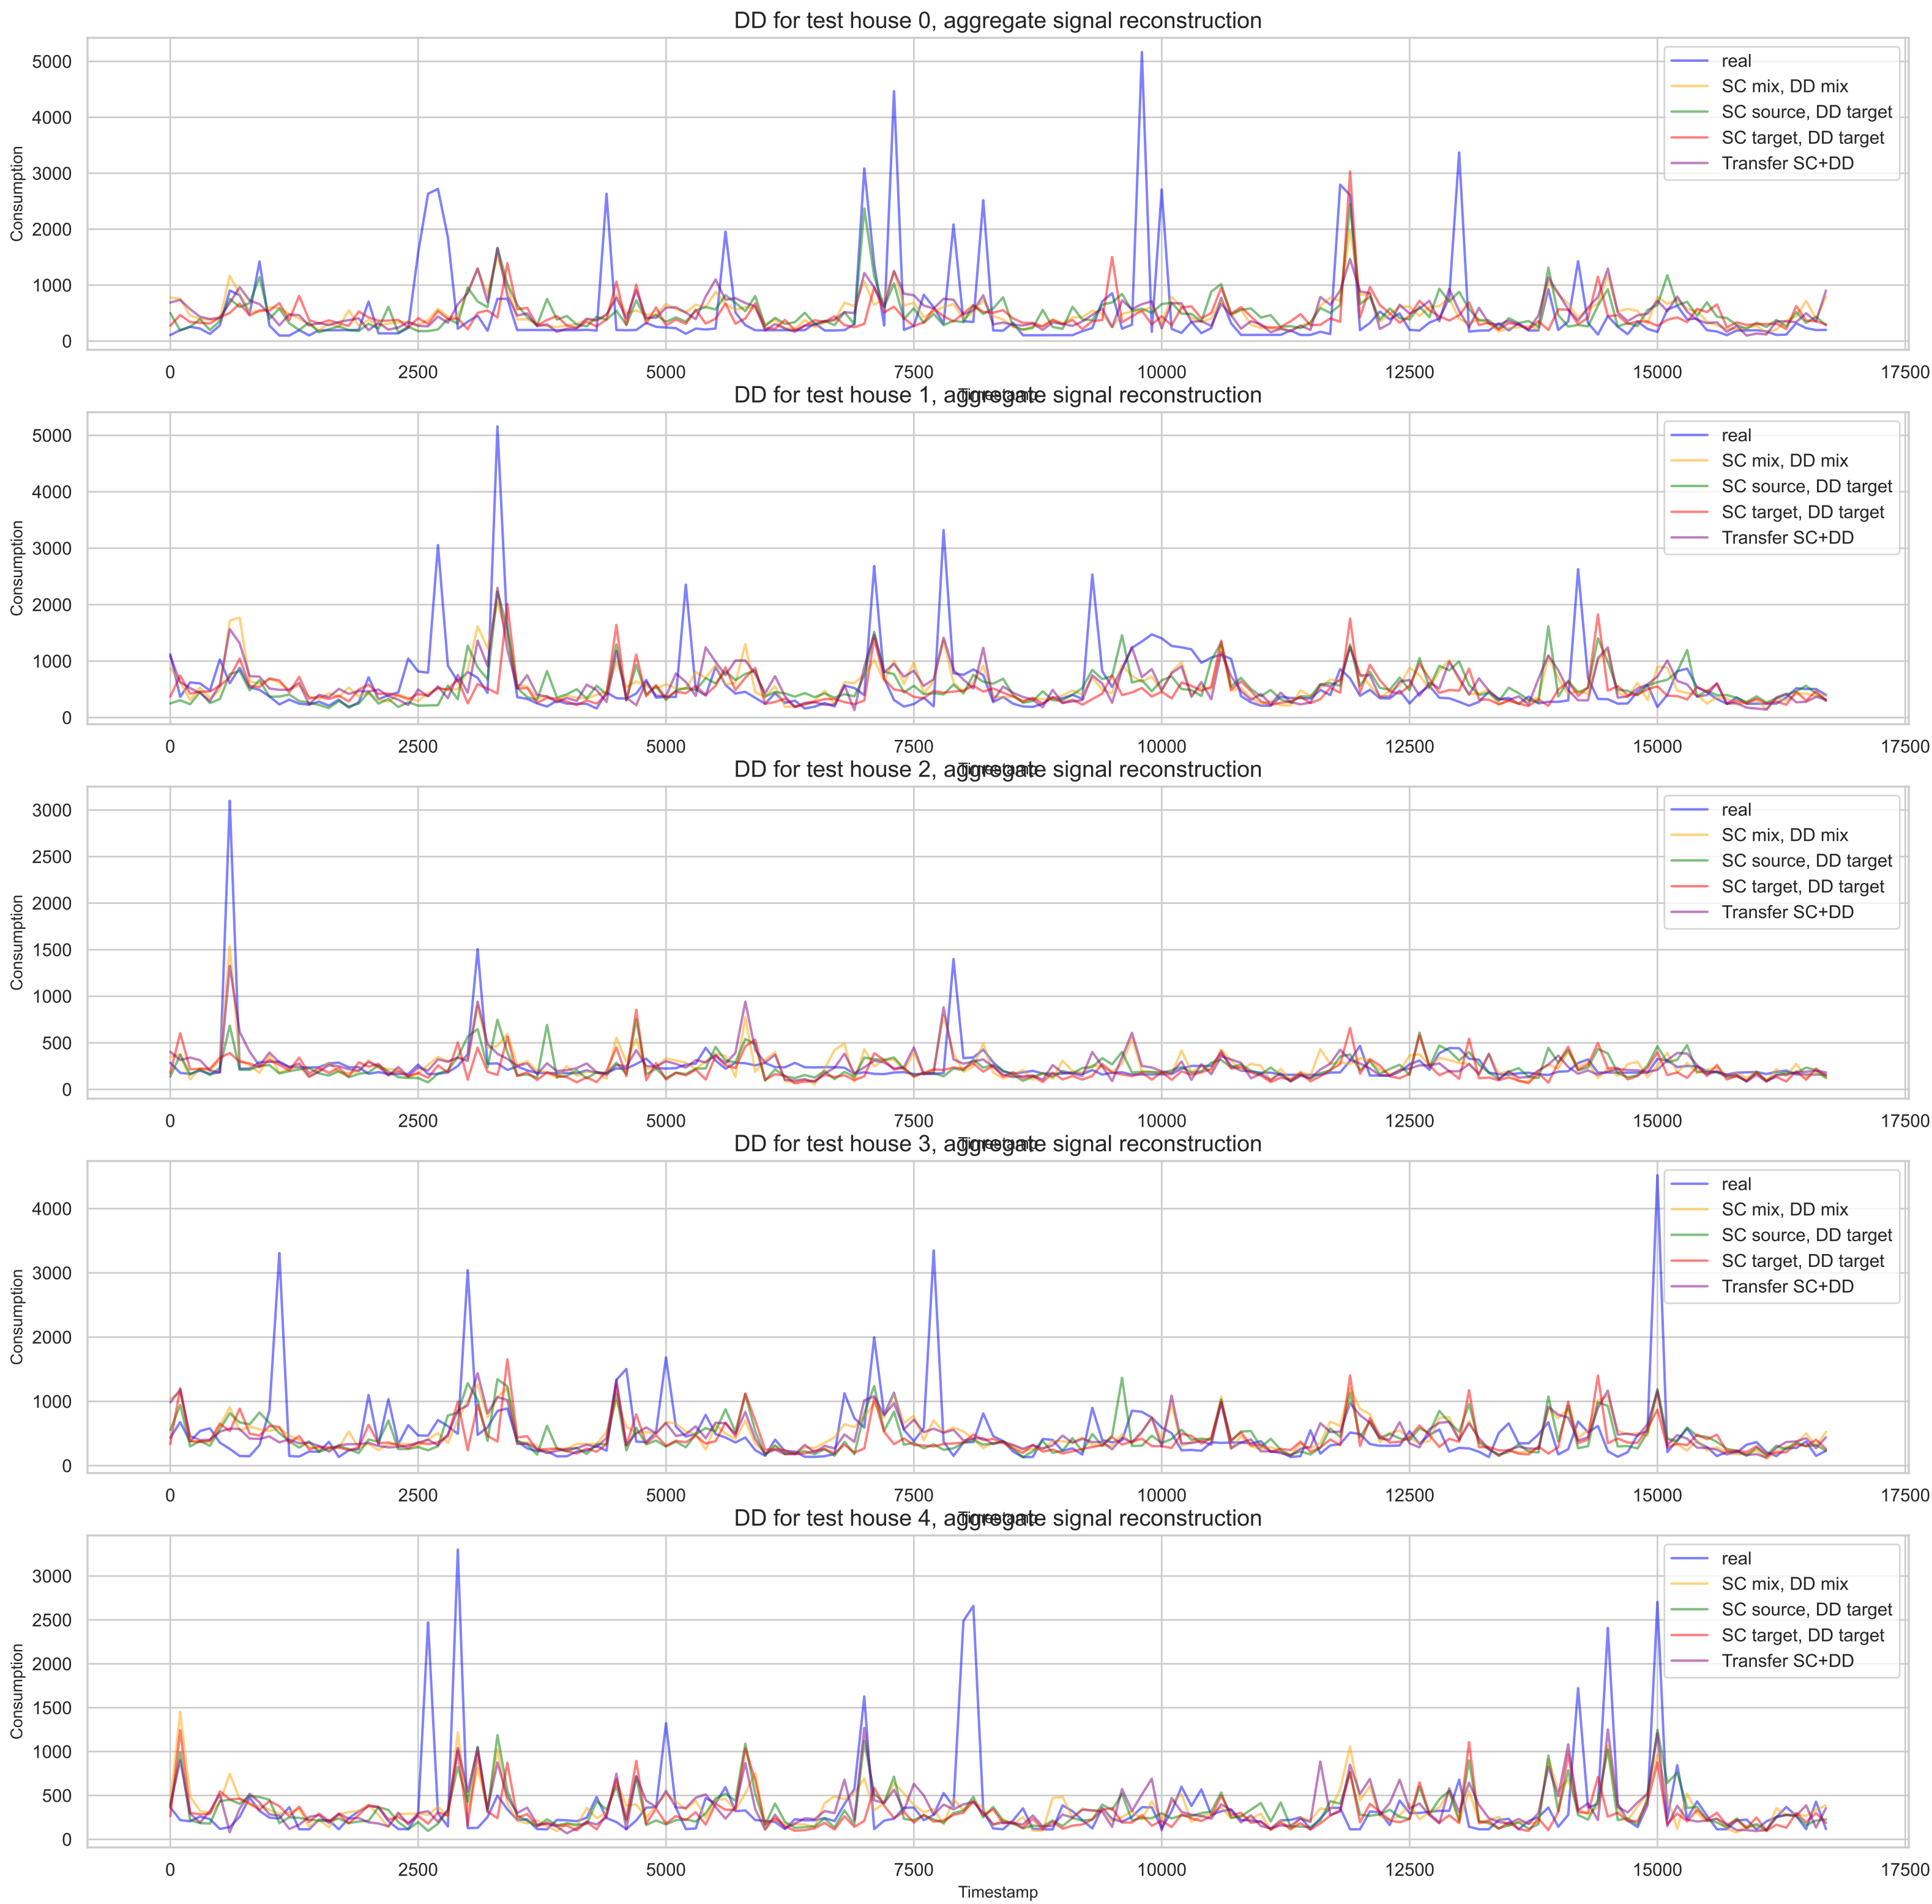 DD for test house 0, aggregate signal reconstruction
5000
4000
3000
2000
1000
0
Consumption
real
SC mix, DD mix
SC source, DD target
SC target, DD target
Transfer SC+DD
0 2500 5000 7500 10000 12500 15000 17500
Timestamp
DD for test house 1, aggregate signal reconstruction
5000
4000
3000
2000
1000
0
Consumption
real
SC mix, DD mix
SC source, DD target
SC target, DD target
Transfer SC+DD
0 2500 5000 7500 10000 12500 15000 17500
Timestamp
DD for test house 2, aggregate signal reconstruction
3000
2500
2000
1500
1000
500
0
Consumption
real
SC mix, DD mix
SC source, DD target
SC target, DD target
Transfer SC+DD
0 2500 5000 7500 10000 12500 15000 17500
Timestamp
DD for test house 3, aggregate signal reconstruction
4000
3000
2000
1000
0
Consumption
real
SC mix, DD mix
SC source, DD target
SC target, DD target
Transfer SC+DD
0 2500 5000 7500 10000 12500 15000 17500
Timestamp
DD for test house 4, aggregate signal reconstruction
3000
2500
2000
1500
1000
500
0
Consumption
real
SC mix, DD mix
SC source, DD target
SC target, DD target
Transfer SC+DD
0 2500 5000 7500 10000 12500 15000 17500
Timestamp